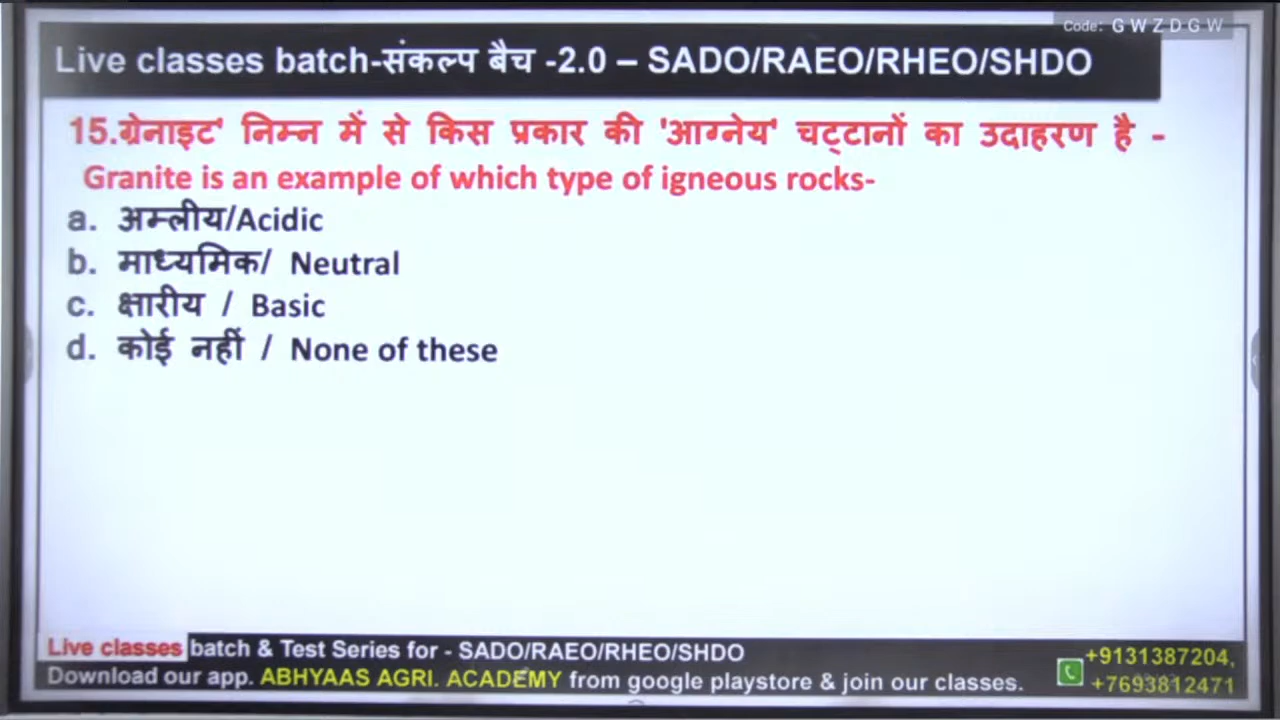 Code: G W Z D G W
Live classes batch-संकल्प बैच -2.0 – SADO/RAEO/RHEO/SHDO
15.ग्रेनाइट' निम्न में से किस प्रकार की 'आग्नेय' चट्टानों का उदाहरण है -
Granite is an example of which type of igneous rocks-
a. अम्लीय/Acidic
b. माध्यमिक/ Neutral
c. क्षारीय / Basic
d. कोई नहीं / None of these
Live classes batch & Test Series for - SADO/RAEO/RHEO/SHDO
Download our app. ABHYAAS AGRI. ACADEMY from google playstore & join our classes.
+9131387204,
+7693812471